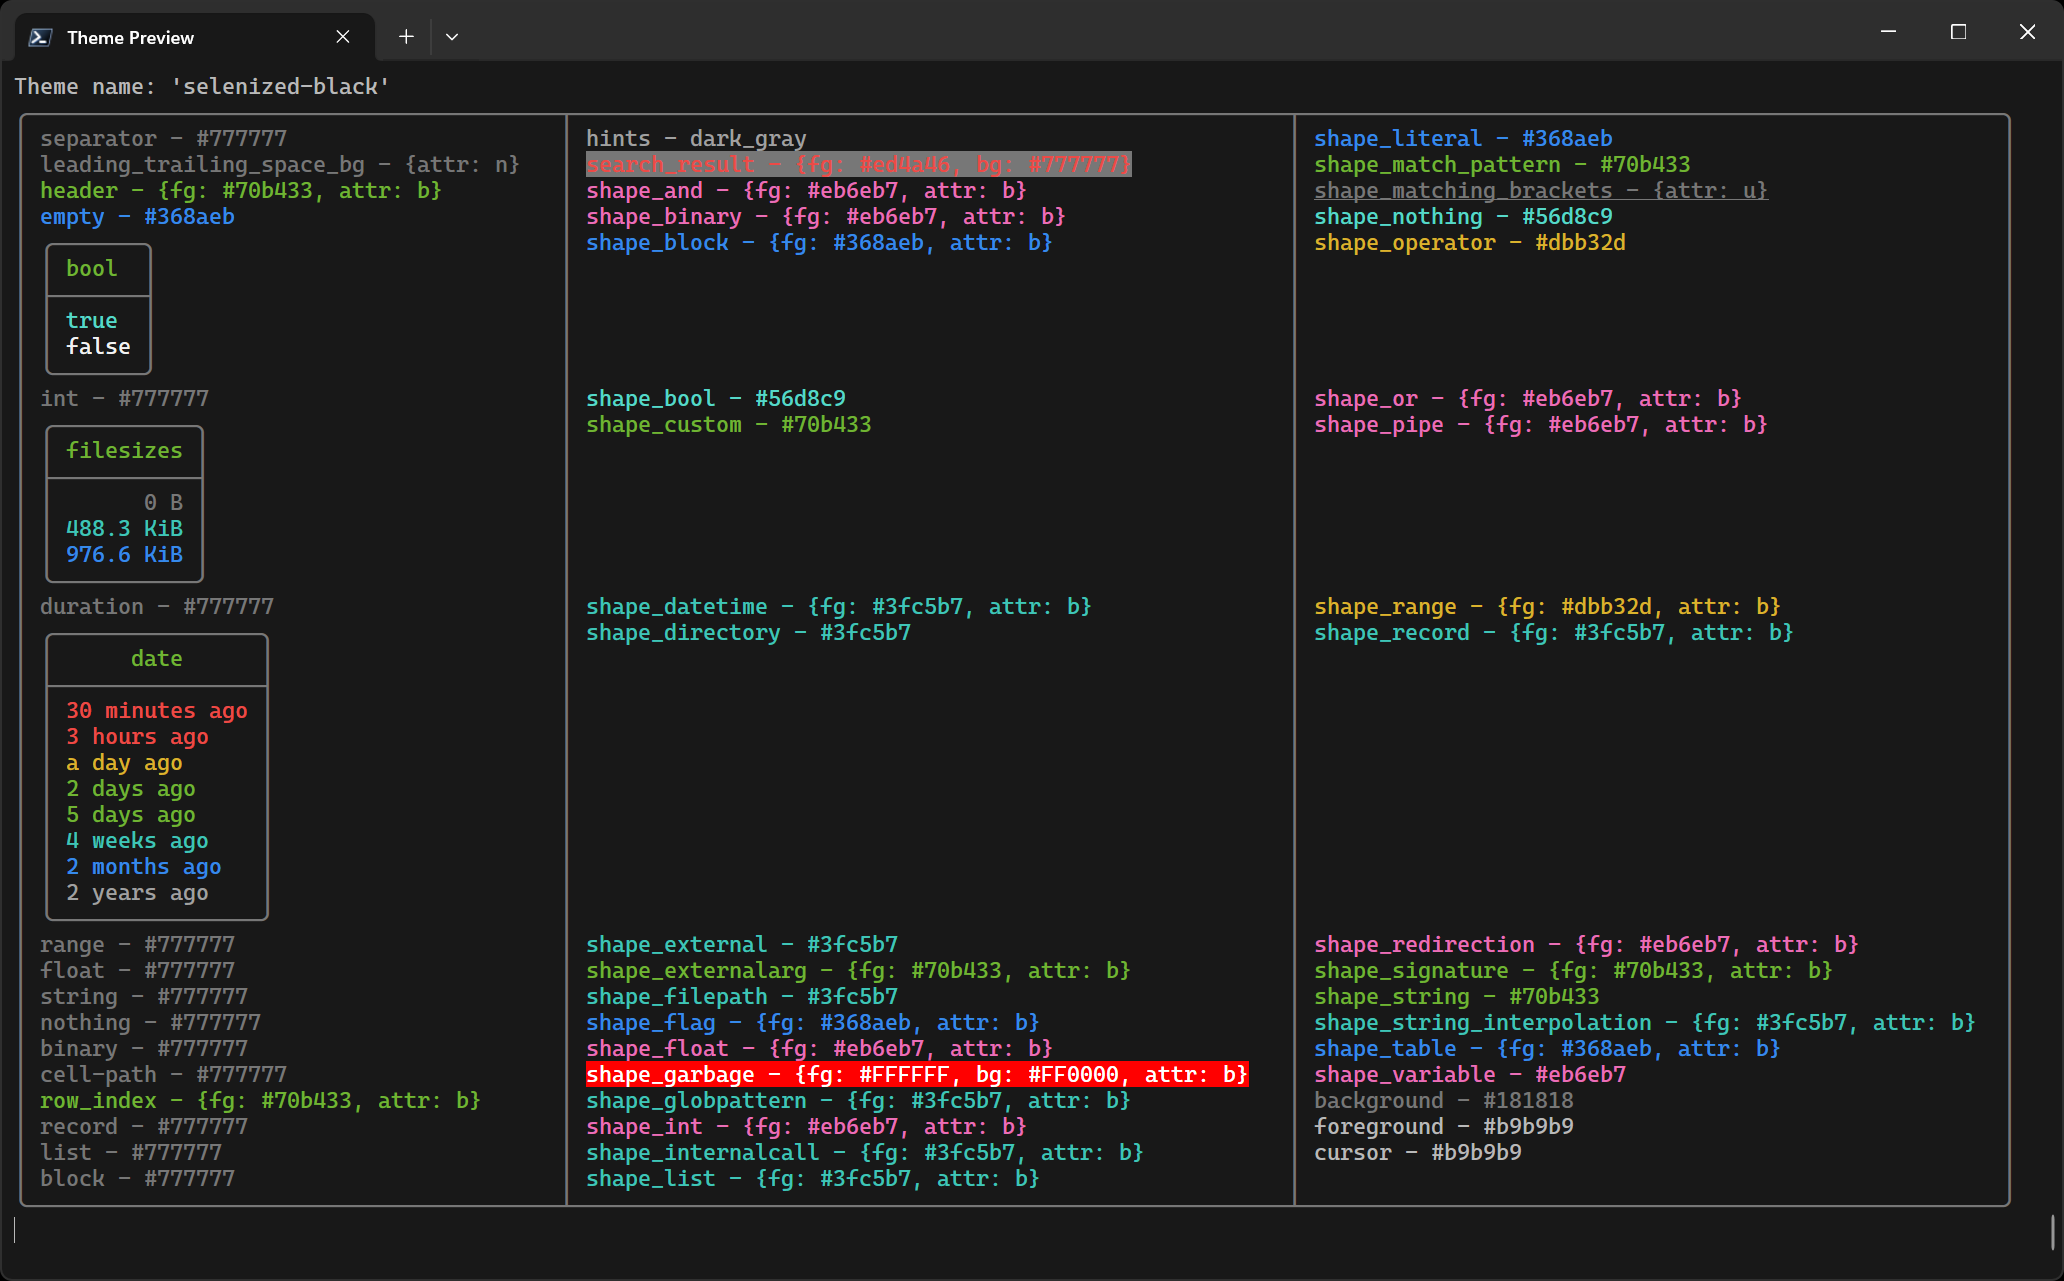 Theme Preview
Theme name: 'selenized-black'
separator - #777777
leading_trailing_space_bg - {attr: n}
header - {fg: #70b433, attr: b}
empty - #368aeb
bool
true
false
int - #777777
filesizes
0 B
488.3 KiB
976.6 KiB
duration - #777777
date
30 minutes ago
3 hours ago
a day ago
2 days ago
5 days ago
4 weeks ago
2 months ago
2 years ago
range - #777777
float - #777777
string - #777777
nothing - #777777
binary - #777777
cell-path - #777777
row_index - {fg: #70b433, attr: b}
record - #777777
list - #777777
block - #777777
hints - dark_gray
search_result - {fg: #ed4a46, bg: #777777}
shape_and - {fg: #eb6eb7, attr: b}
shape_binary - {fg: #eb6eb7, attr: b}
shape_block - {fg: #368aeb, attr: b}
shape_bool - #56d8c9
shape_custom - #70b433
shape_datetime - {fg: #3fc5b7, attr: b}
shape_directory - #3fc5b7
shape_external - #3fc5b7
shape_externalarg - {fg: #70b433, attr: b}
shape_filepath - #3fc5b7
shape_flag - {fg: #368aeb, attr: b}
shape_float - {fg: #eb6eb7, attr: b}
shape_garbage - {fg: #FFFFFF, bg: #FF0000, attr: b}
shape_globpattern - {fg: #3fc5b7, attr: b}
shape_int - {fg: #eb6eb7, attr: b}
shape_internalcall - {fg: #3fc5b7, attr: b}
shape_list - {fg: #3fc5b7, attr: b}
shape_literal - #368aeb
shape_match_pattern - #70b433
shape_matching_brackets - {attr: u}
shape_nothing - #56d8c9
shape_operator - #dbb32d
shape_or - {fg: #eb6eb7, attr: b}
shape_pipe - {fg: #eb6eb7, attr: b}
shape_range - {fg: #dbb32d, attr: b}
shape_record - {fg: #3fc5b7, attr: b}
shape_redirection - {fg: #eb6eb7, attr: b}
shape_signature - {fg: #70b433, attr: b}
shape_string - #70b433
shape_string_interpolation - {fg: #3fc5b7, attr: b}
shape_table - {fg: #368aeb, attr: b}
shape_variable - #eb6eb7
background - #181818
foreground - #b9b9b9
cursor - #b9b9b9